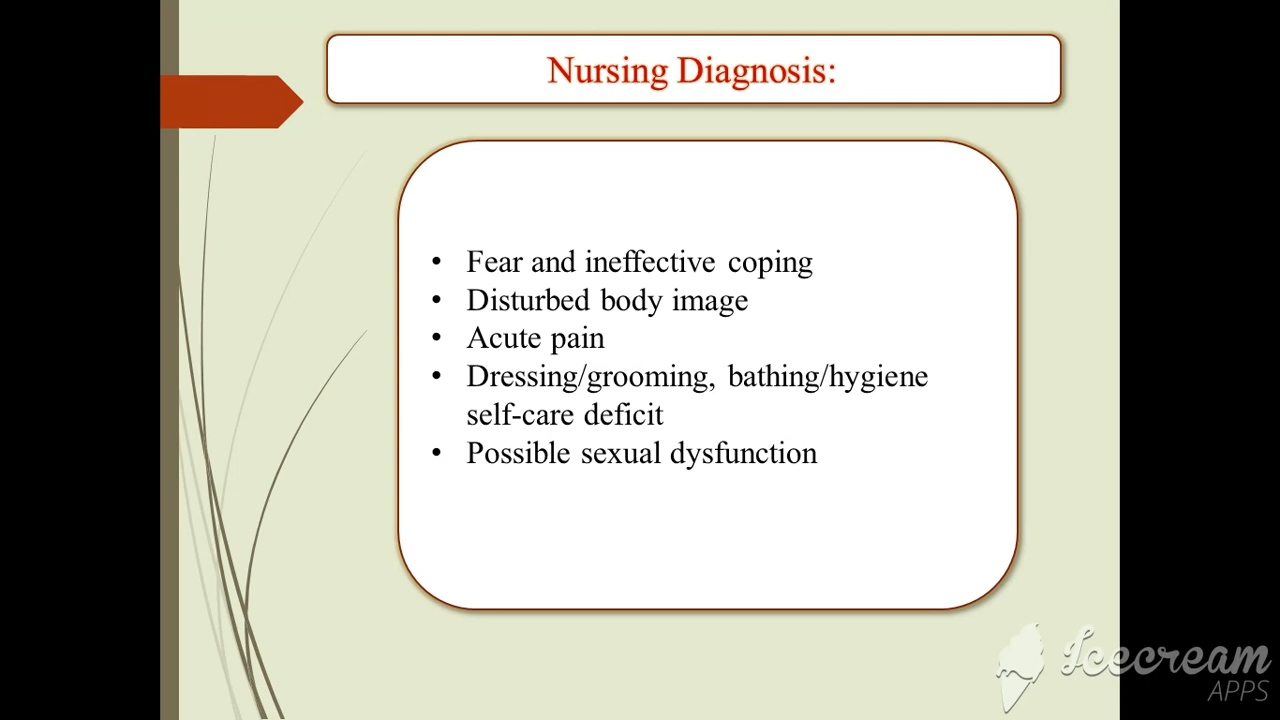 Nursing Diagnosis:
• Fear and ineffective coping
• Disturbed body image
• Acute pain
• Dressing/grooming, bathing/hygiene
self-care deficit
• Possible sexual dysfunction
Icecream
APPS